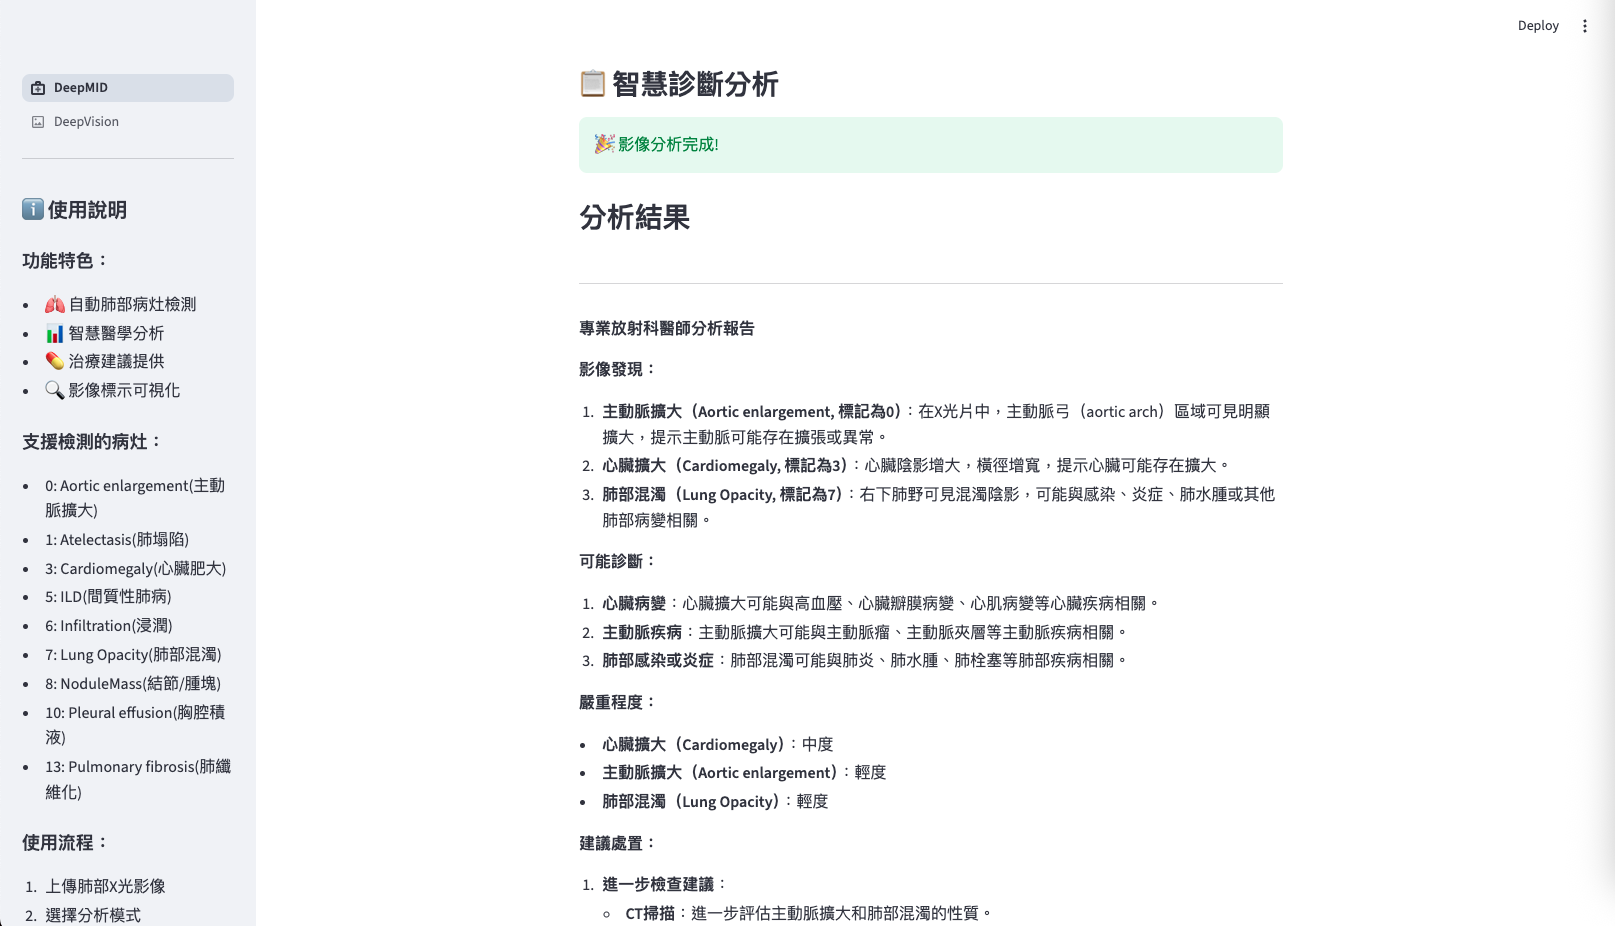 Deploy
DeepMID
DeepVision
使用說明
功能特色：
自動肺部病灶檢測
智慧醫學分析
治療建議提供
影像標示可視化
支援檢測的病灶：
0: Aortic enlargement(主動
脈擴大)
1: Atelectasis(肺塌陷)
3: Cardiomegaly(心臟肥大)
5: ILD(間質性肺病)
6: Infiltration(浸潤)
7: Lung Opacity(肺部混濁)
8: NoduleMass(結節/腫塊)
10: Pleural effusion(胸腔積
液)
13: Pulmonary fibrosis(肺纖
維化)
使用流程：
1. 上傳肺部X光影像
2. 選擇分析模式
智慧診斷分析
影像分析完成!
分析結果
專業放射科醫師分析報告
影像發現：
1. 主動脈擴大（Aortic enlargement, 標記為0）：在X光片中，主動脈弓（aortic arch）區域可見明顯
擴大，提示主動脈可能存在擴張或異常。
2. 心臟擴大（Cardiomegaly, 標記為3）：心臟陰影增大，橫徑增寬，提示心臟可能存在擴大。
3. 肺部混濁（Lung Opacity, 標記為7）：右下肺野可見混濁陰影，可能與感染、炎症、肺水腫或其他
肺部病變相關。
可能診斷：
1. 心臟病變：心臟擴大可能與高血壓、心臟瓣膜病變、心肌病變等心臟疾病相關。
2. 主動脈疾病：主動脈擴大可能與主動脈瘤、主動脈夾層等主動脈疾病相關。
3. 肺部感染或炎症：肺部混濁可能與肺炎、肺水腫、肺栓塞等肺部疾病相關。
嚴重程度：
心臟擴大（Cardiomegaly）：中度
主動脈擴大（Aortic enlargement）：輕度
肺部混濁（Lung Opacity）：輕度
建議處置：
1. 進一步檢查建議：
CT掃描：進一步評估主動脈擴大和肺部混濁的性質。